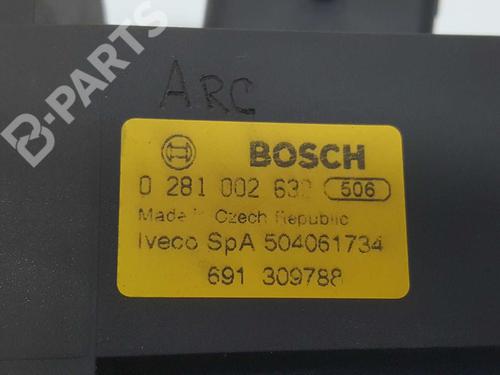 B-PARTS
ARC
BOSCH
0 281 002 632 506
Made in Czech Republic
Iveco SpA 504061734
691 309788